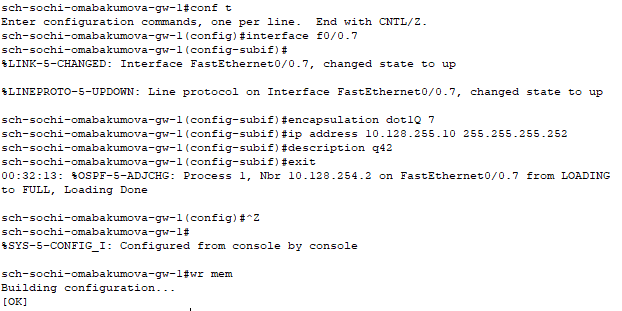 sch-sochi-omabakumova-gw-1#conf t
Enter configuration commands, one per line.  End with CNTL/Z.
sch-sochi-omabakumova-gw-1(config)#interface f0/0.7
sch-sochi-omabakumova-gw-1(config-subif)#
%LINK-5-CHANGED: Interface FastEthernet0/0.7, changed state to up
%LINEPROTO-5-UPDOWN: Line protocol on Interface FastEthernet0/0.7, changed state to up
sch-sochi-omabakumova-gw-1(config-subif)#encapsulation dot1Q 7
sch-sochi-omabakumova-gw-1(config-subif)#ip address 10.128.255.10 255.255.255.252
sch-sochi-omabakumova-gw-1(config-subif)#description q42
sch-sochi-omabakumova-gw-1(config-subif)#exit
00:32:13: %OSPF-5-ADJCHG: Process 1, Nbr 10.128.254.2 on FastEthernet0/0.7 from LOADING
to FULL, Loading Done
sch-sochi-omabakumova-gw-1(config)#^Z
sch-sochi-omabakumova-gw-1#
%SYS-5-CONFIG_I: Configured from console by console
sch-sochi-omabakumova-gw-1#wr mem
Building configuration...
[OK]